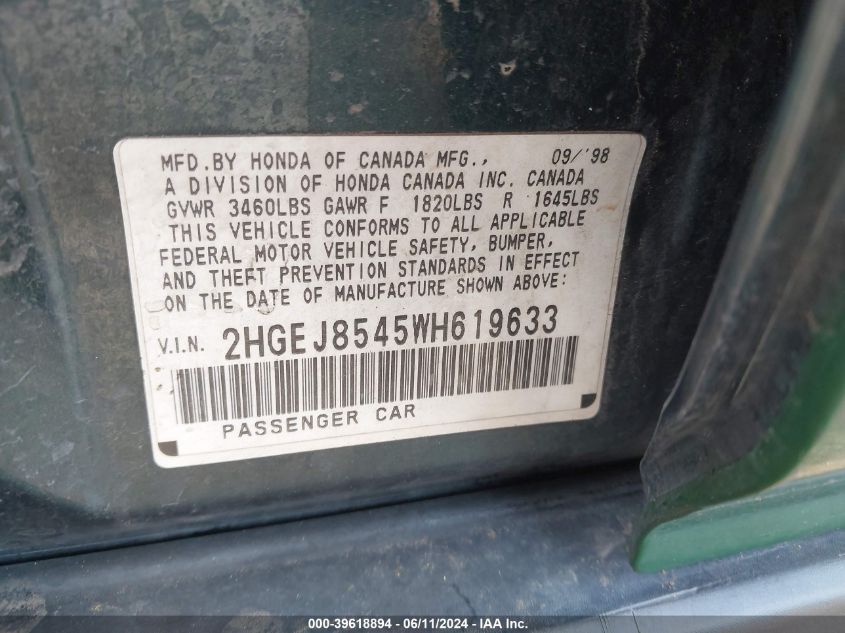 MFD.BY HONDA OF CANADA MFG., 09/'98
A DIVISION OF HONDA CANADA INC. CANADA
GVWR 3460LBS GAWR F 1820LBS R 1645LBS
THIS VEHICLE CONFORMS TO ALL APPLICABLE
FEDERAL MOTOR VEHICLE SAFETY, BUMPER,
AND THEFT PREVENTION STANDARDS IN EFFECT
ON THE DATE OF MANUFACTURE SHOWN ABOVE:
V.I.N. 2HGEJ8545WH619633
PASSENGER CAR
000-39618894 - 06/11/2024 - IAA Inc.